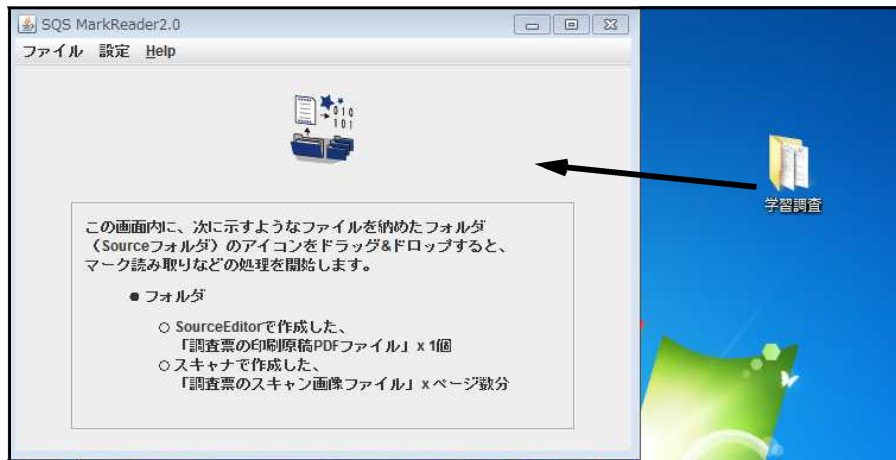 SQS MarkReader2.0
ファイル 設定 Help
010
101
この画面内に、次に示すようなファイルを納めたフォルダ
（Sourceフォルダ）のアイコンをドラッグ&ドロップすると、
マーク読み取りなどの処理を開始します。
● フォルダ
○ SourceEditorで作成した、
「調査票の印刷原稿PDFファイル」x 1個
○ スキャナで作成した、
「調査票のスキャン画像ファイル」x ページ数分
学習調査